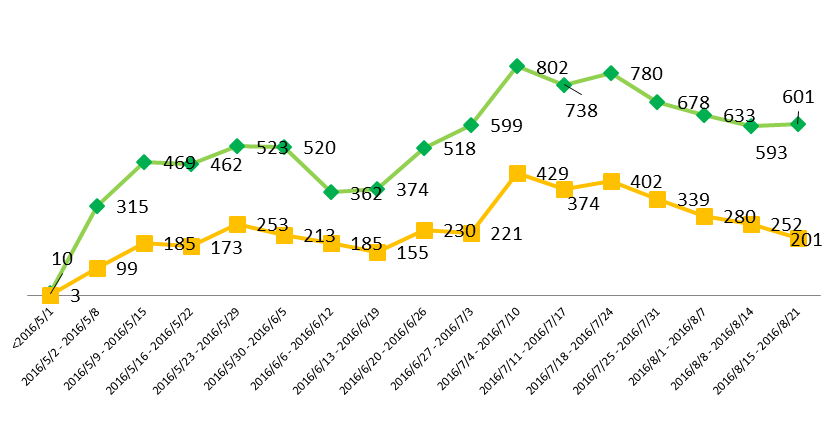 10
315
469
462
523
520
362
374
518
599
802
738
780
678
633
593
601
3
99
185
173
253
213
185
155
230
221
429
374
402
339
280
252
201
<2016/5/1
2016/5/2 - 2016/5/8
2016/5/9 - 2016/5/15
2016/5/16 - 2016/5/22
2016/5/23 - 2016/5/29
2016/5/30 - 2016/6/5
2016/6/6 - 2016/6/12
2016/6/13 - 2016/6/19
2016/6/20 - 2016/6/26
2016/6/27 - 2016/7/3
2016/7/4 - 2016/7/10
2016/7/11 - 2016/7/17
2016/7/18 - 2016/7/24
2016/7/25 - 2016/7/31
2016/8/1 - 2016/8/7
2016/8/8 - 2016/8/14
2016/8/15 - 2016/8/21